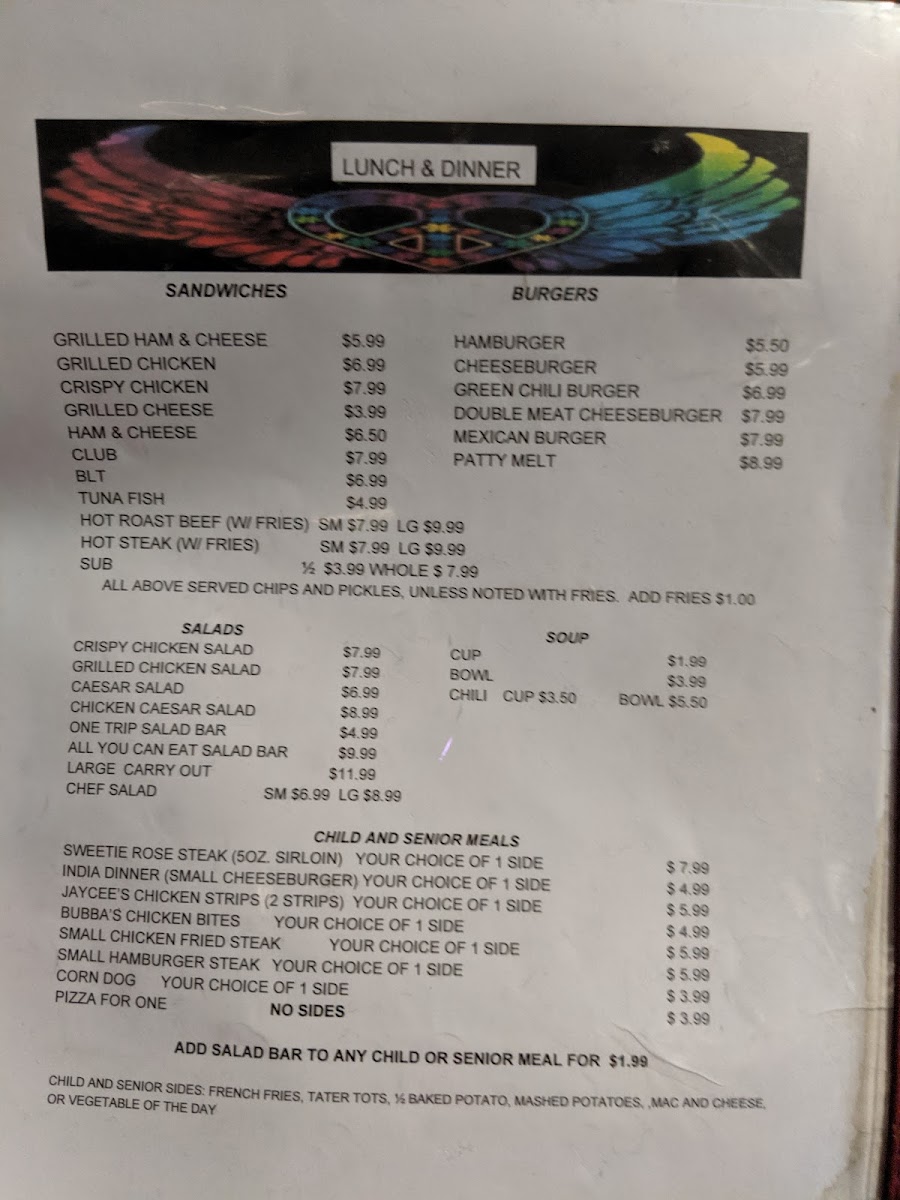 LUNCH & DINNER
SANDWICHES
GRILLED HAM & CHEESE $5.99
GRILLED CHICKEN $6.99
CRISPY CHICKEN $7.99
GRILLED CHEESE $3.99
HAM & CHEESE $6.50
CLUB $7.99
BLT $6.99
TUNA FISH $4.99
HOT ROAST BEEF (W/ FRIES) SM $7.99 LG $9.99
HOT STEAK (W/ FRIES) SM $7.99 LG $9.99
SUB ½ $3.99 WHOLE $ 7.99
BURGERS
HAMBURGER $5.50
CHEESEBURGER $5.99
GREEN CHILI BURGER $6.99
DOUBLE MEAT CHEESEBURGER $7.99
MEXICAN BURGER $7.99
PATTY MELT $8.99
ALL ABOVE SERVED CHIPS AND PICKLES, UNLESS NOTED WITH FRIES. ADD FRIES $1.00
SALADS
CRISPY CHICKEN SALAD $7.99
GRILLED CHICKEN SALAD $7.99
CAESAR SALAD $6.99
CHICKEN CAESAR SALAD $8.99
ONE TRIP SALAD BAR $4.99
ALL YOU CAN EAT SALAD BAR $9.99
LARGE CARRY OUT $11.99
CHEF SALAD SM $6.99 LG $8.99
SOUP
CUP $1.99
BOWL $3.99
CHILI CUP $3.50 BOWL $5.50
CHILD AND SENIOR MEALS
SWEETIE ROSE STEAK (5OZ. SIRLOIN) YOUR CHOICE OF 1 SIDE $ 7.99
INDIA DINNER (SMALL CHEESEBURGER) YOUR CHOICE OF 1 SIDE $ 4.99
JAYCEE'S CHICKEN STRIPS (2 STRIPS) YOUR CHOICE OF 1 SIDE $ 5.99
BUBBA'S CHICKEN BITES YOUR CHOICE OF 1 SIDE $ 4.99
SMALL CHICKEN FRIED STEAK YOUR CHOICE OF 1 SIDE $ 5.99
SMALL HAMBURGER STEAK YOUR CHOICE OF 1 SIDE $ 5.99
CORN DOG YOUR CHOICE OF 1 SIDE $ 3.99
PIZZA FOR ONE NO SIDES $ 3.99
ADD SALAD BAR TO ANY CHILD OR SENIOR MEAL FOR $1.99
CHILD AND SENIOR SIDES: FRENCH FRIES, TATER TOTS, ½ BAKED POTATO, MASHED POTATOES, ,MAC AND CHEESE,
OR VEGETABLE OF THE DAY